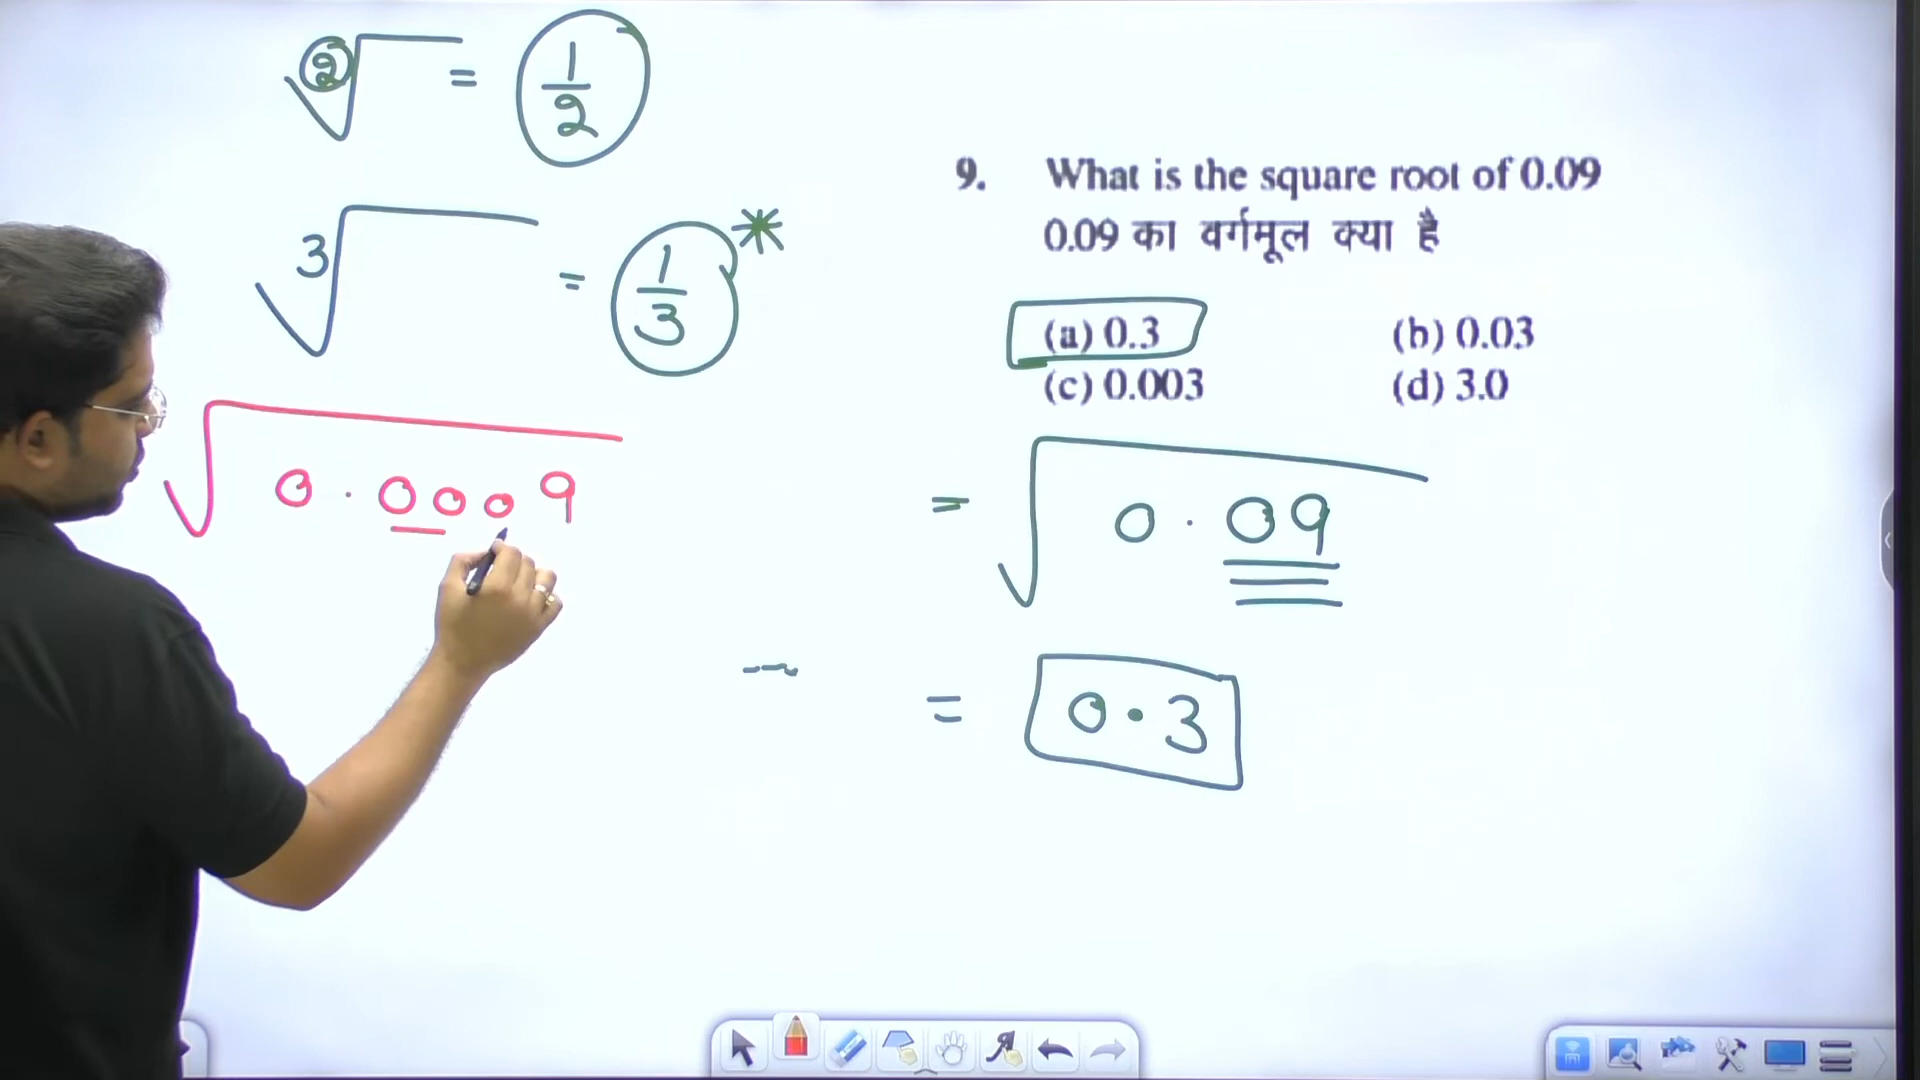 ²√ = 1/2
³√ = 1/3 *
√0.0009
9. What is the square root of 0.09
0.09 का वर्गमूल क्या है
(a) 0.3 (b) 0.03
(c) 0.003 (d) 3.0
= √0.09
= 0.3